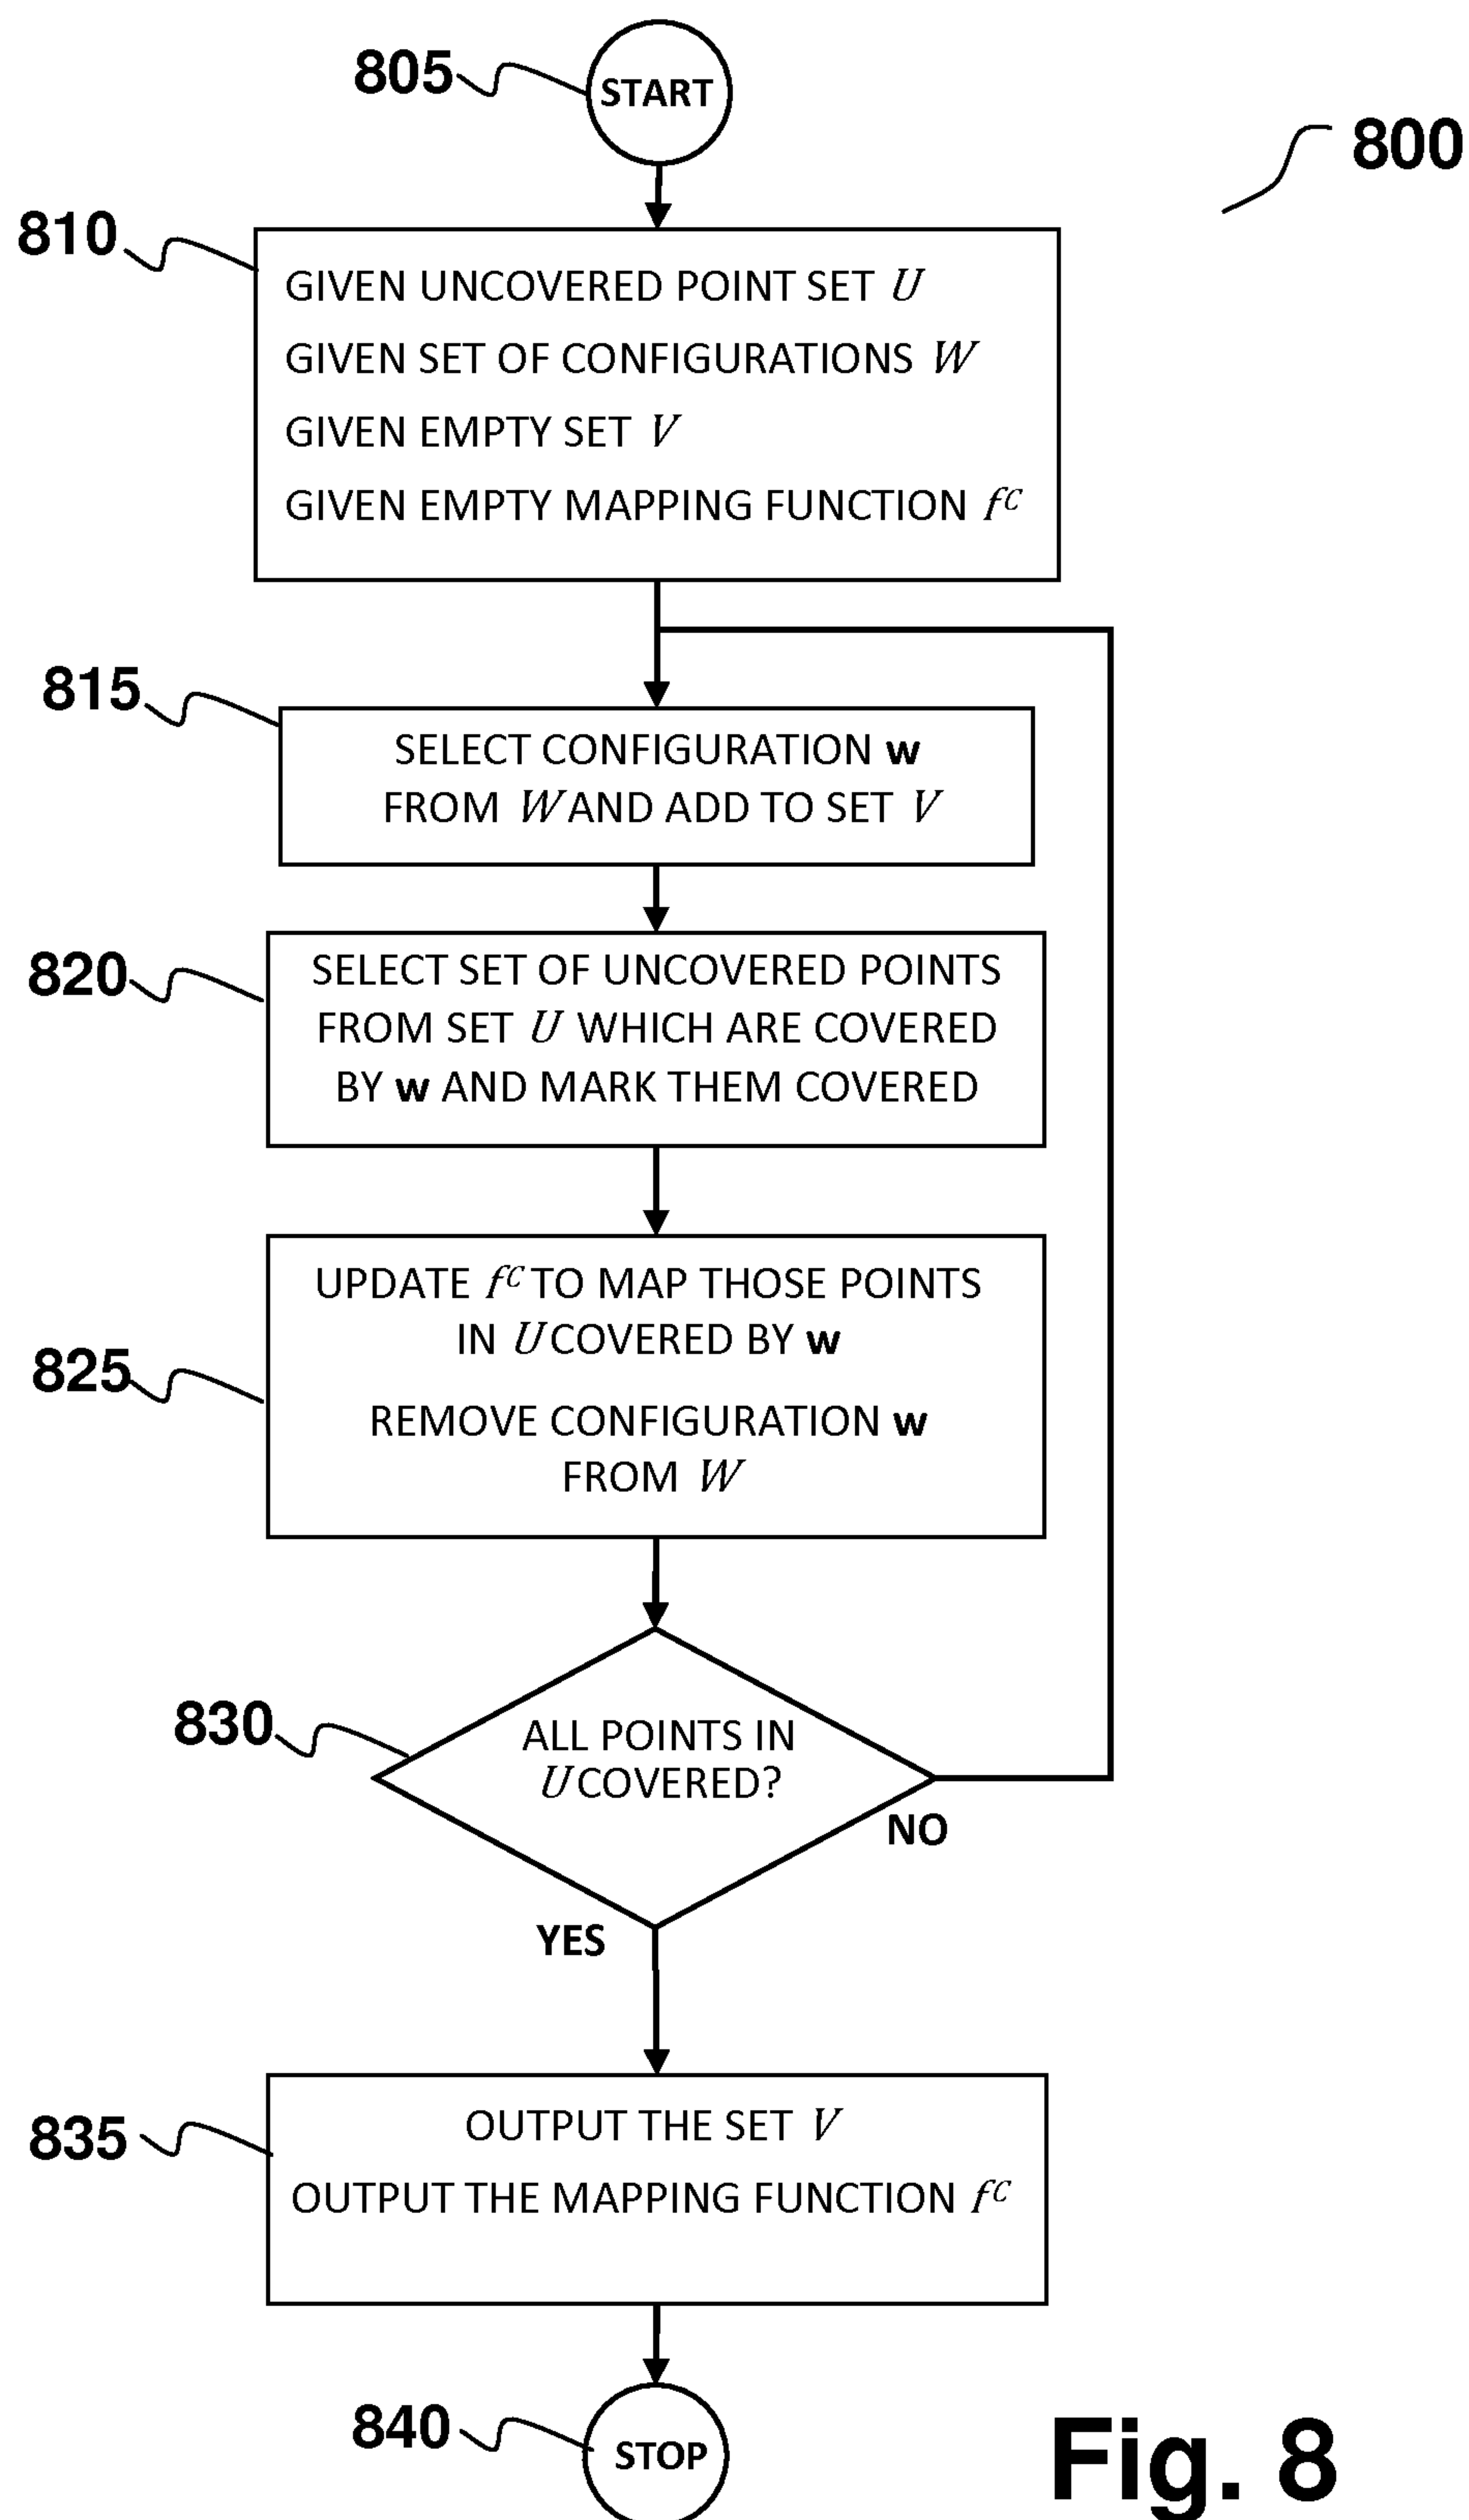 805
START
800
810
GIVEN UNCOVERED POINT SET U
GIVEN SET OF CONFIGURATIONS W
GIVEN EMPTY SET V
GIVEN EMPTY MAPPING FUNCTION fC
815
SELECT CONFIGURATION w
FROM W AND ADD TO SET V
820
SELECT SET OF UNCOVERED POINTS
FROM SET U WHICH ARE COVERED
BY w AND MARK THEM COVERED
825
UPDATE fC TO MAP THOSE POINTS
IN U COVERED BY w
REMOVE CONFIGURATION w
FROM W
830
ALL POINTS IN
U COVERED?
NO
YES
835
OUTPUT THE SET V
OUTPUT THE MAPPING FUNCTION fC
840
STOP
Fig. 8